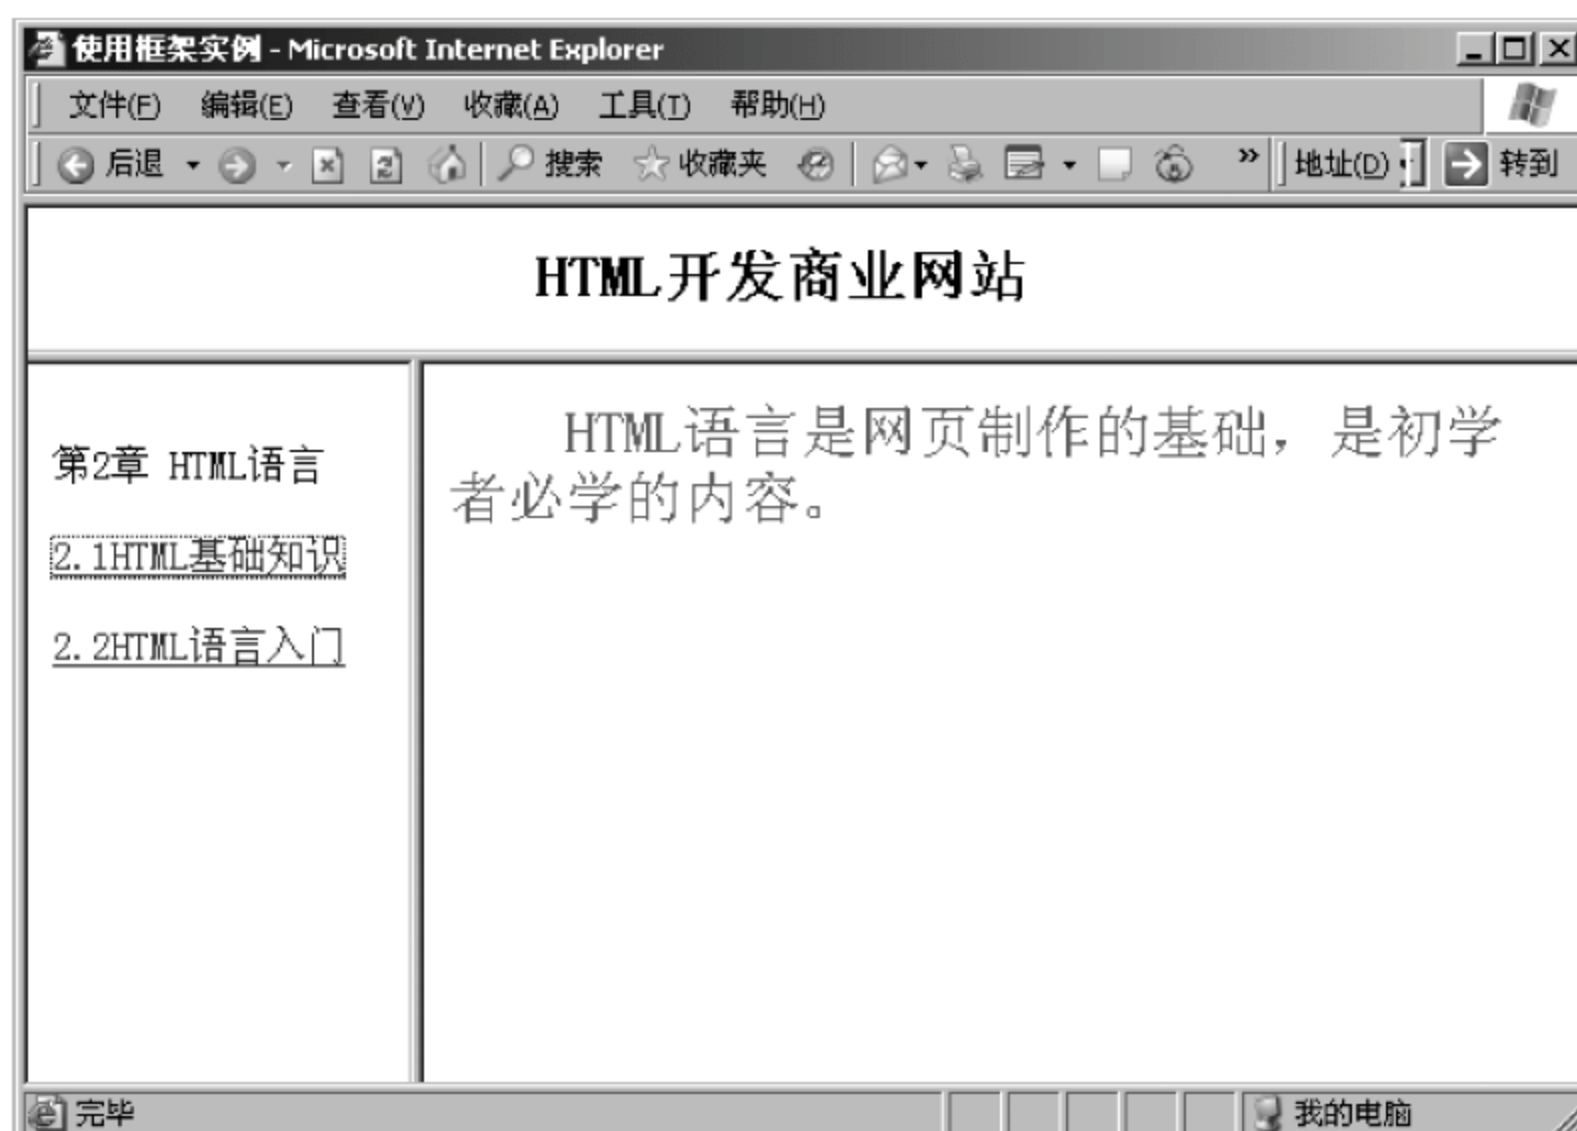 使用框架实例 - Microsoft Internet Explorer
文件(F) 编辑(E) 查看(V) 收藏(A) 工具(T) 帮助(H)
后退 搜索 收藏夹 » 地址(D) 转到
HTML开发商业网站
第2章 HTML语言
2.1HTML基础知识
2.2HTML语言入门
HTML语言是网页制作的基础，是初学
者必学的内容。
完毕 我的电脑